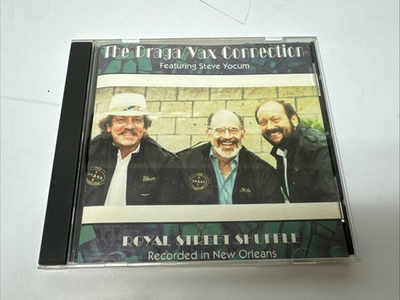 The Draga/Vax Connection
Featuring Steve Yocum
ROYAL STREET SHUFFLE
Recorded in New Orleans